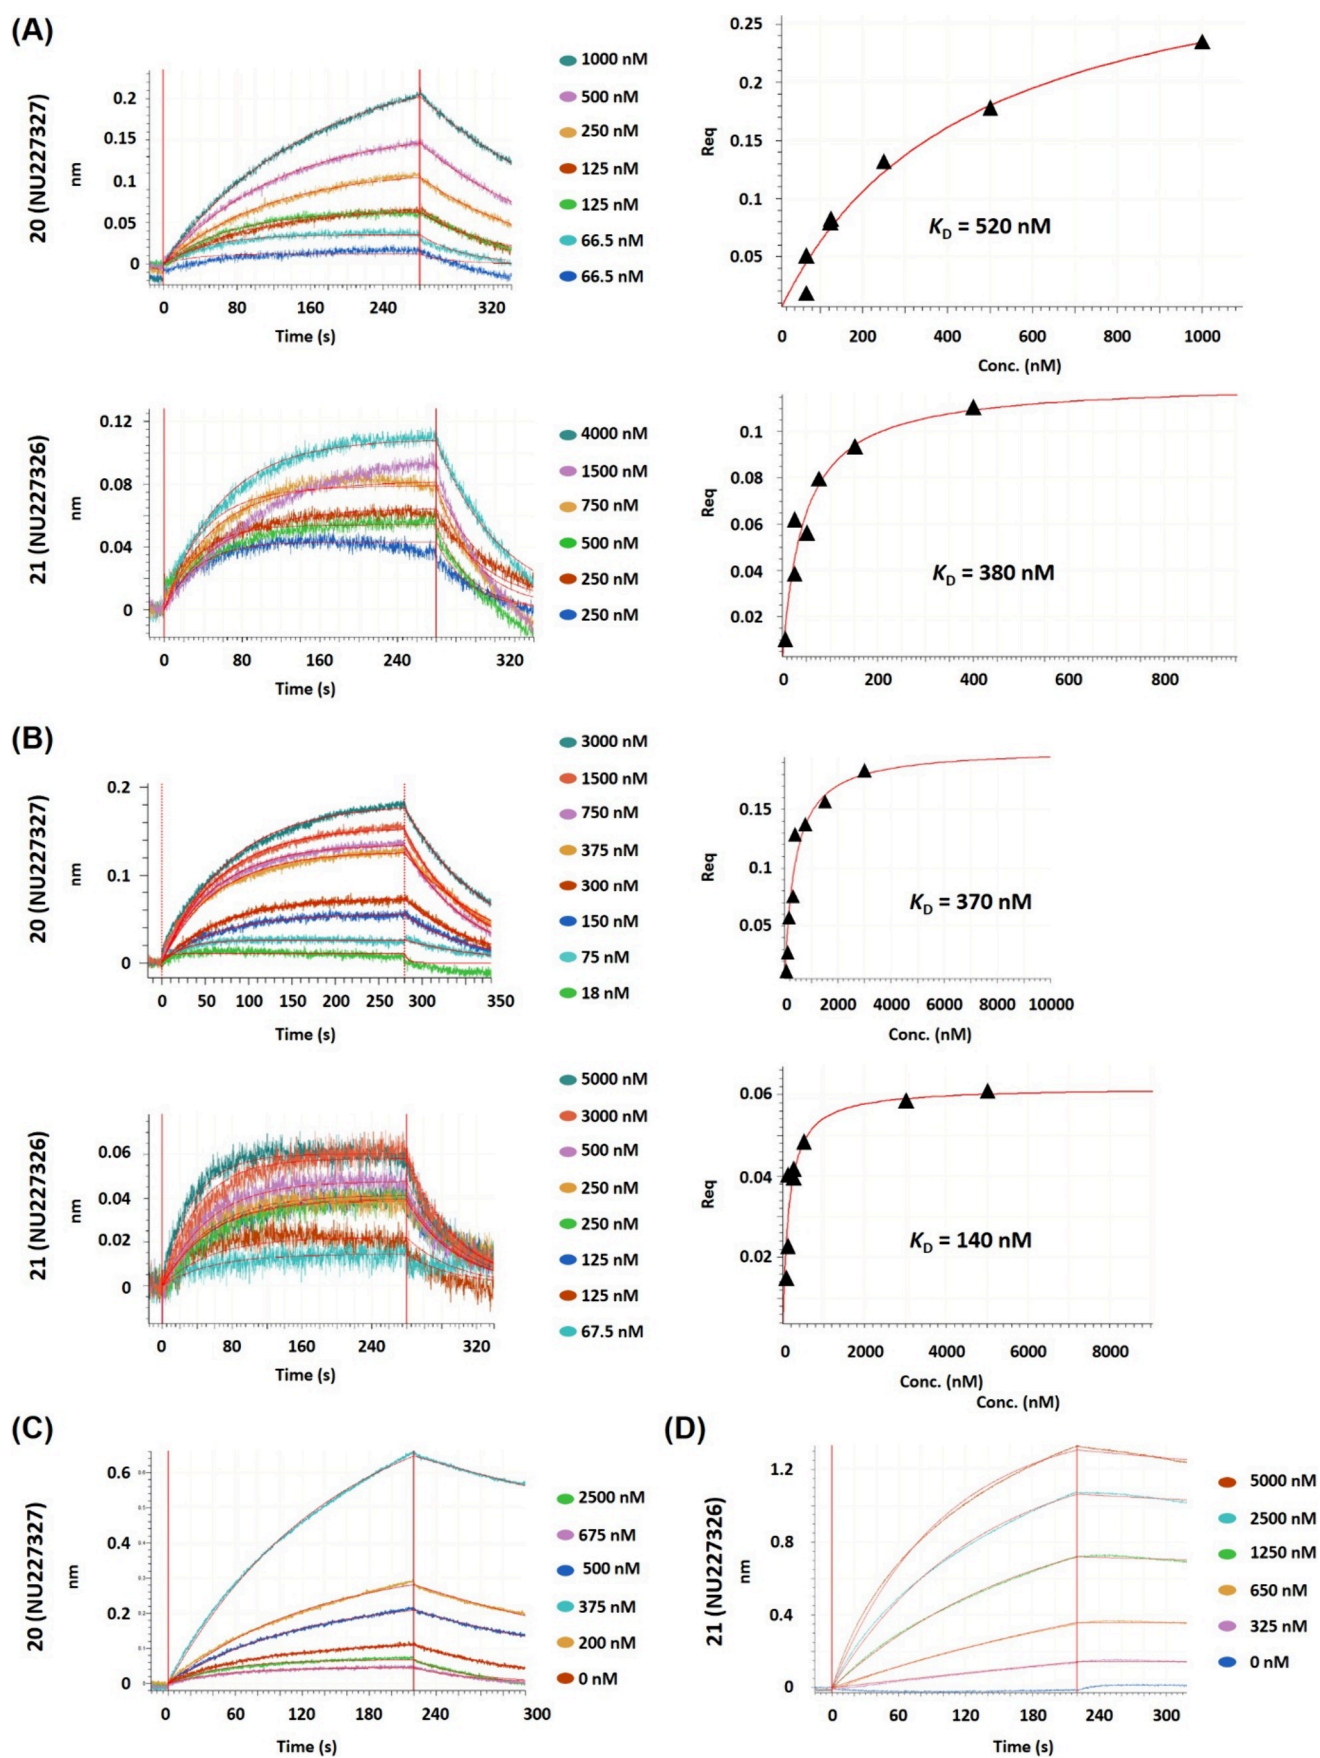 (A)
20 (NU227327)
nm
0.2
0.15
0.1
0.05
0
0 80 160 240 320
Time (s)
1000 nM
500 nM
250 nM
125 nM
125 nM
66.5 nM
66.5 nM
Req
0.25
0.2
0.15
0.1
0.05
K_D = 520 nM
0 200 400 600 800 1000
Conc. (nM)
21 (NU227326)
nm
0.12
0.08
0.04
0
0 80 160 240 320
Time (s)
4000 nM
1500 nM
750 nM
500 nM
250 nM
250 nM
Req
0.1
0.08
0.06
0.04
0.02
K_D = 380 nM
0 200 400 600 800
Conc. (nM)
(B)
20 (NU227327)
nm
0.2
0.1
0
0 50 100 150 200 250 300 350
Time (s)
3000 nM
1500 nM
750 nM
375 nM
300 nM
150 nM
75 nM
18 nM
Req
0.15
0.1
0.05
K_D = 370 nM
0 2000 4000 6000 8000 10000
Conc. (nM)
21 (NU227326)
nm
0.06
0.04
0.02
0
0 80 160 240 320
Time (s)
5000 nM
3000 nM
500 nM
250 nM
250 nM
125 nM
125 nM
67.5 nM
Req
0.06
0.04
0.02
K_D = 140 nM
0 2000 4000 6000 8000
Conc. (nM)
Conc. (nM)
(C)
20 (NU227327)
nm
0.6
0.4
0.2
0
0 60 120 180 240 300
Time (s)
2500 nM
675 nM
500 nM
375 nM
200 nM
0 nM
(D)
21 (NU227326)
nm
1.2
0.8
0.4
0
0 60 120 180 240 300
Time (s)
5000 nM
2500 nM
1250 nM
650 nM
325 nM
0 nM